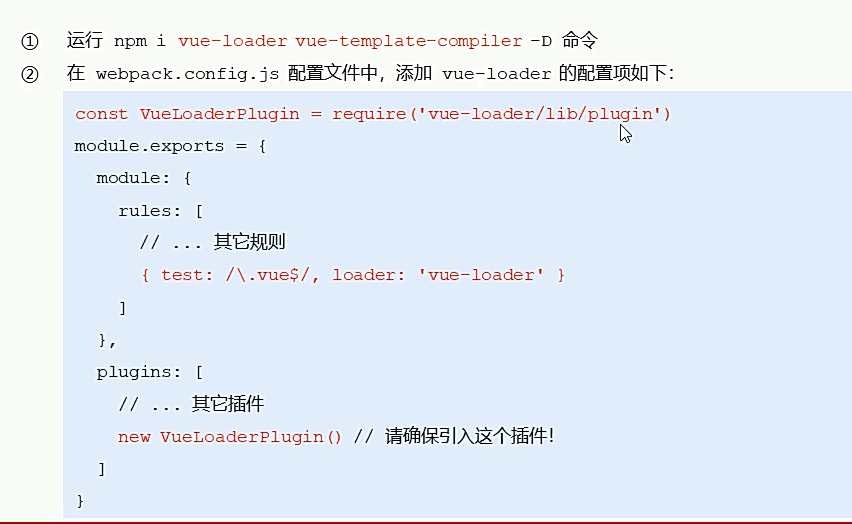 ① 运行 npm i vue-loader vue-template-compiler -D 命令
② 在 webpack.config.js 配置文件中，添加 vue-loader 的配置项如下：
const VueLoaderPlugin = require('vue-loader/lib/plugin')
module.exports = {
  module: {
    rules: [
      // ... 其它规则
      { test: /\.vue$/, loader: 'vue-loader' }
    ]
  },
  plugins: [
    // ... 其它插件
    new VueLoaderPlugin() // 请确保引入这个插件！
  ]
}